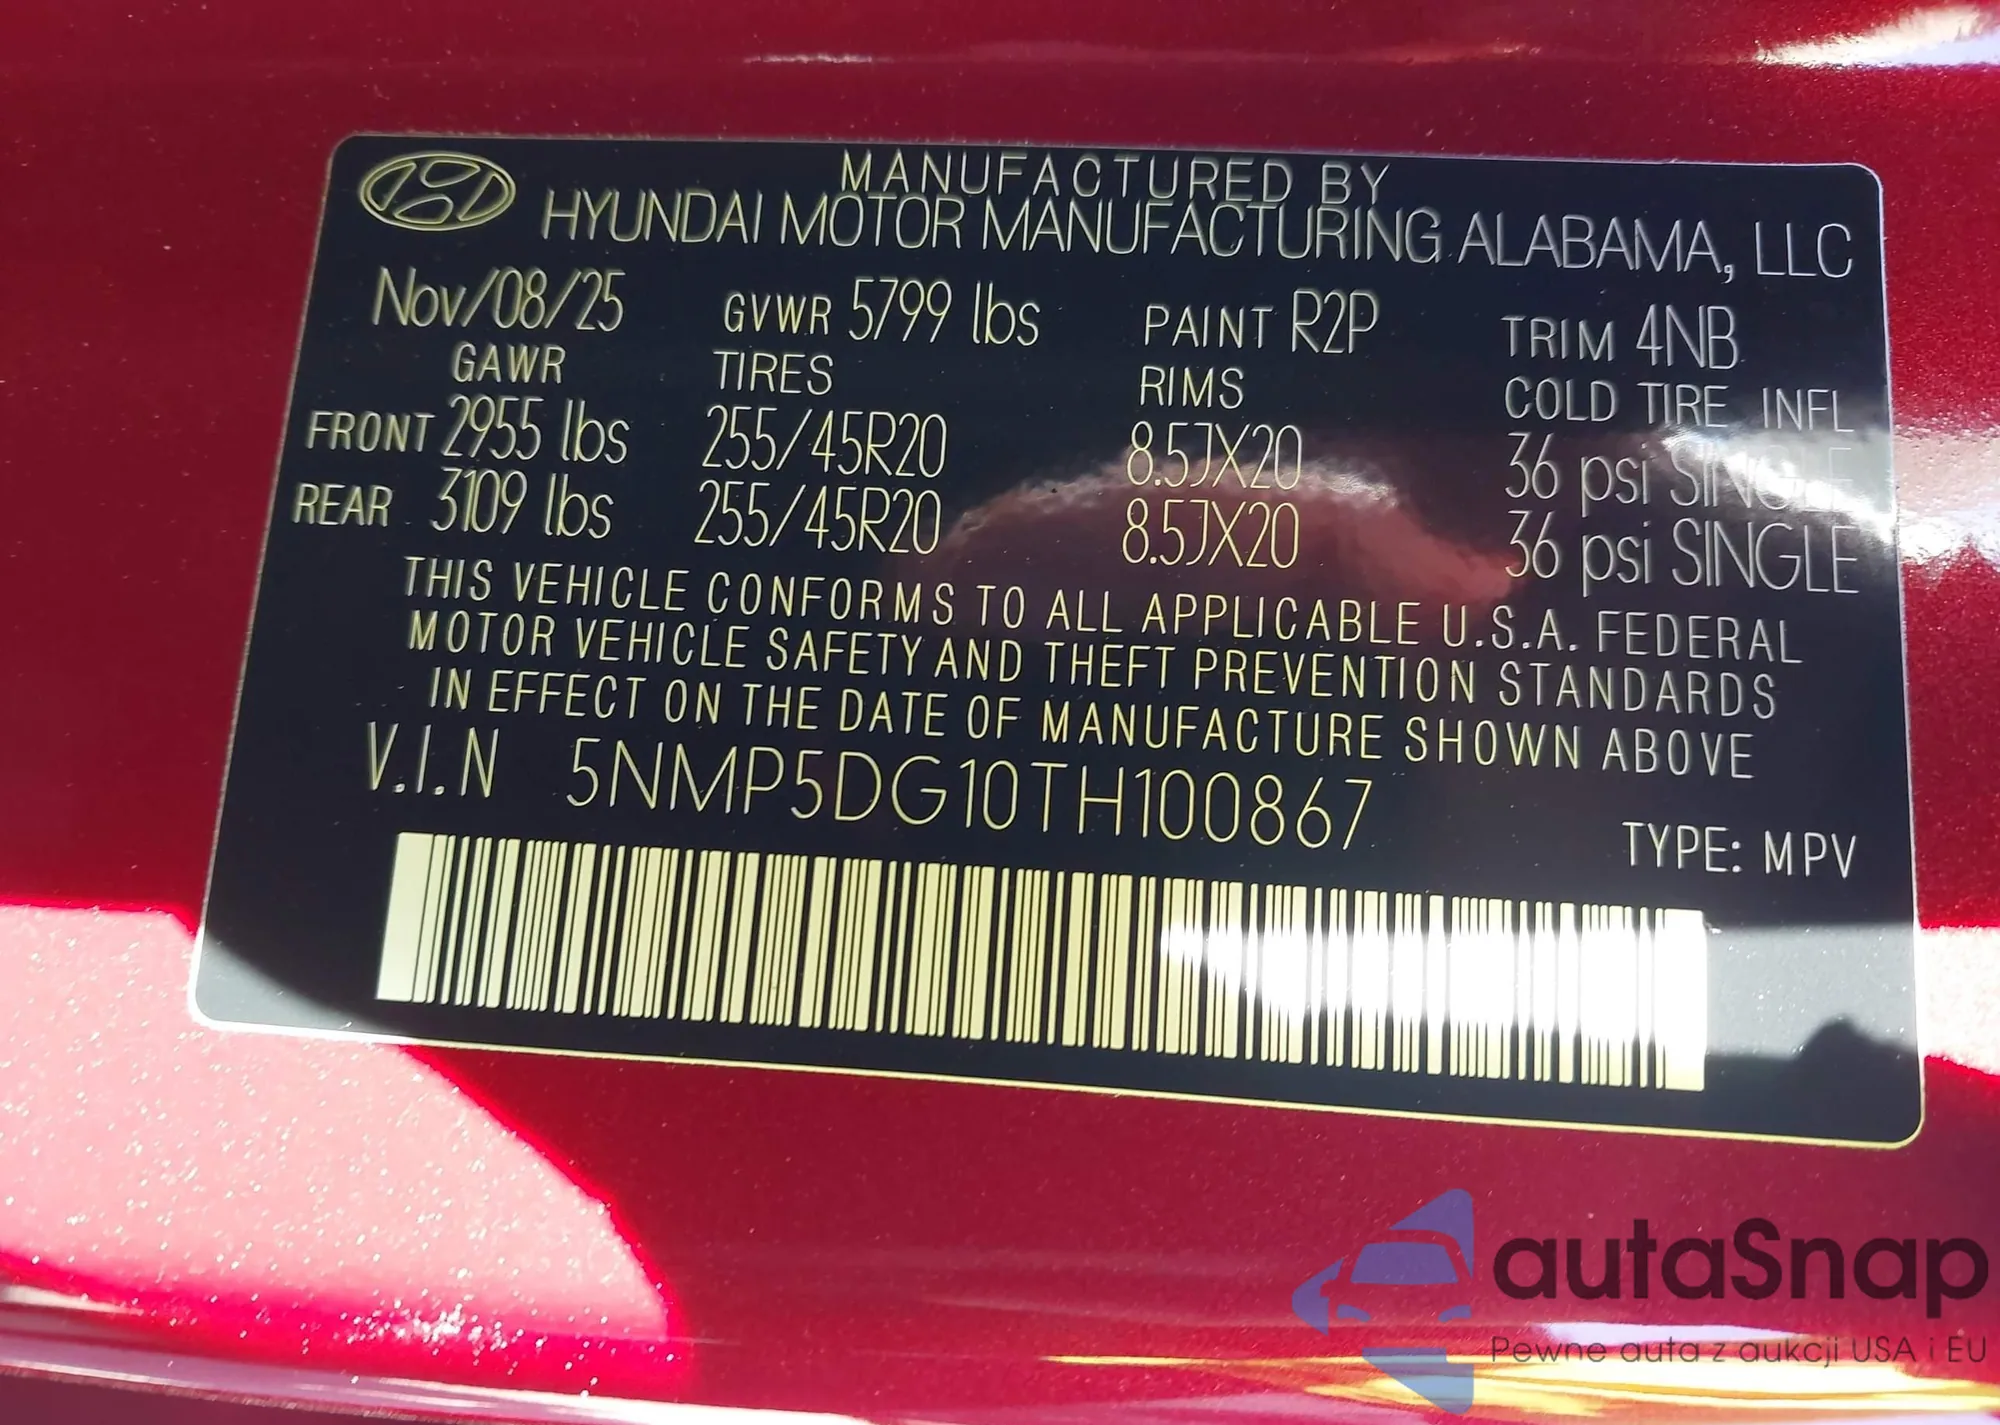 MANUFACTURED BY
HYUNDAI MOTOR MANUFACTURING ALABAMA, LLC
Nov/08/25 GVWR 5799 lbs PAINT R2P TRIM 4NB
GAWR TIRES RIMS COLD TIRE INFL
FRONT 2955 lbs 255/45R20 8.5JX20 36 psi SINGLE
REAR 3109 lbs 255/45R20 8.5JX20 36 psi SINGLE
THIS VEHICLE CONFORMS TO ALL APPLICABLE U.S.A. FEDERAL
MOTOR VEHICLE SAFETY AND THEFT PREVENTION STANDARDS
IN EFFECT ON THE DATE OF MANUFACTURE SHOWN ABOVE
V.I.N 5NMP5DG10TH100867
TYPE: MPV
autaSnap
Pewne auta z aukcji USA i EU